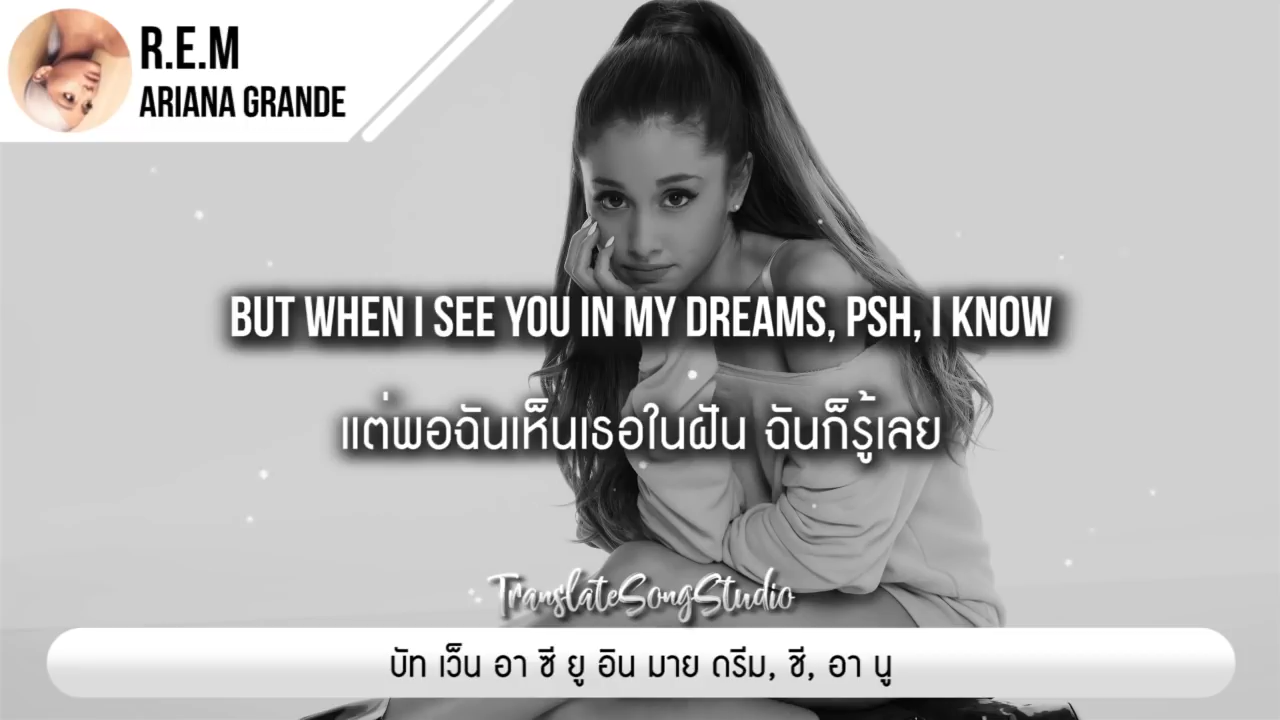 R.E.M
ARIANA GRANDE
BUT WHEN I SEE YOU IN MY DREAMS, PSH, I KNOW
แต่พอฉันเห็นเธอในฝัน ฉันก็รู้เลย
TranslateSongStudio
บัท เว็น อา ซี ยู อิน มาย ดรีม, ชี, อา นู